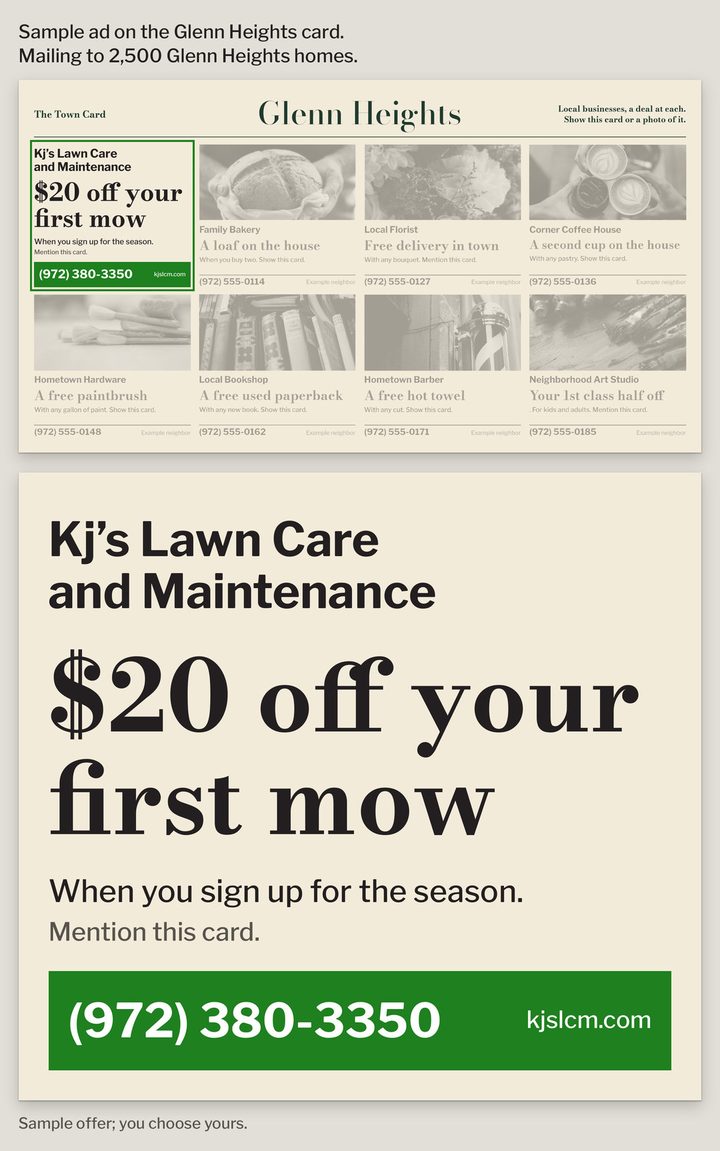 Sample ad on the Glenn Heights card.
Mailing to 2,500 Glenn Heights homes.
The Town Card
Glenn Heights
Local businesses, a deal at each.
Show this card or a photo of it.
Kj's Lawn Care
and Maintenance
$20 off your
first mow
When you sign up for the season.
Mention this card.
(972) 380-3350 kjslcm.com
Family Bakery
A loaf on the house
When you buy two. Show this card.
(972) 555-0114 Example neighbor
Local Florist
Free delivery in town
With any bouquet. Mention this card.
(972) 555-0127 Example neighbor
Corner Coffee House
A second cup on the house
With any pastry. Show this card.
(972) 555-0136 Example neighbor
Hometown Hardware
A free paintbrush
With any gallon of paint. Show this card.
(972) 555-0148 Example neighbor
Local Bookshop
A free used paperback
With any new book. Show this card.
(972) 555-0162 Example neighbor
Hometown Barber
A free hot towel
With any cut. Show this card.
(972) 555-0171 Example neighbor
Neighborhood Art Studio
Your 1st class half off
For kids and adults. Mention this card.
(972) 555-0185 Example neighbor
Kj’s Lawn Care
and Maintenance
$20 off your
first mow
When you sign up for the season.
Mention this card.
(972) 380-3350 kjslcm.com
Sample offer; you choose yours.